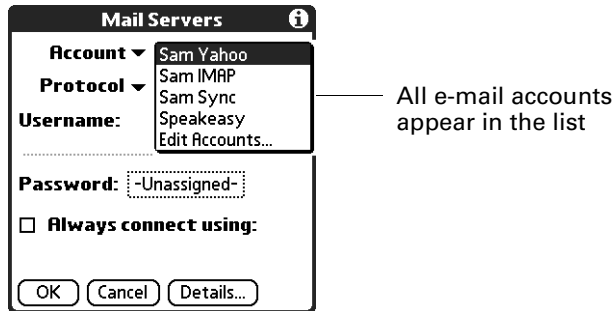 Mail Servers
Account
Sam Yahoo
Sam IMAP
Sam Sync
Speakeasy
Edit Accounts...
Protocol
Username:
Password: -Unassigned-
Always connect using:
OK Cancel Details...
All e-mail accounts
appear in the list